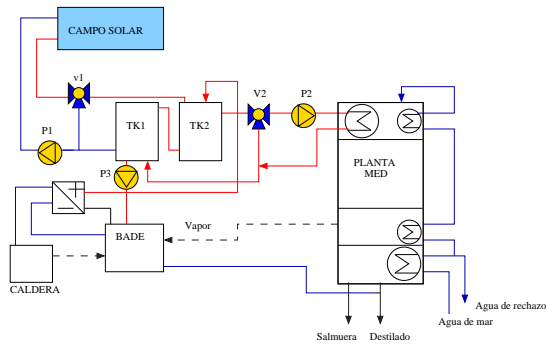 CAMPO SOLAR
v1
V2
P2
P1
TK1
TK2
P3
PLANTA
MED
Vapor
BADE
CALDERA
Agua de rechazo
Agua de mar
Salmuera
Destilado